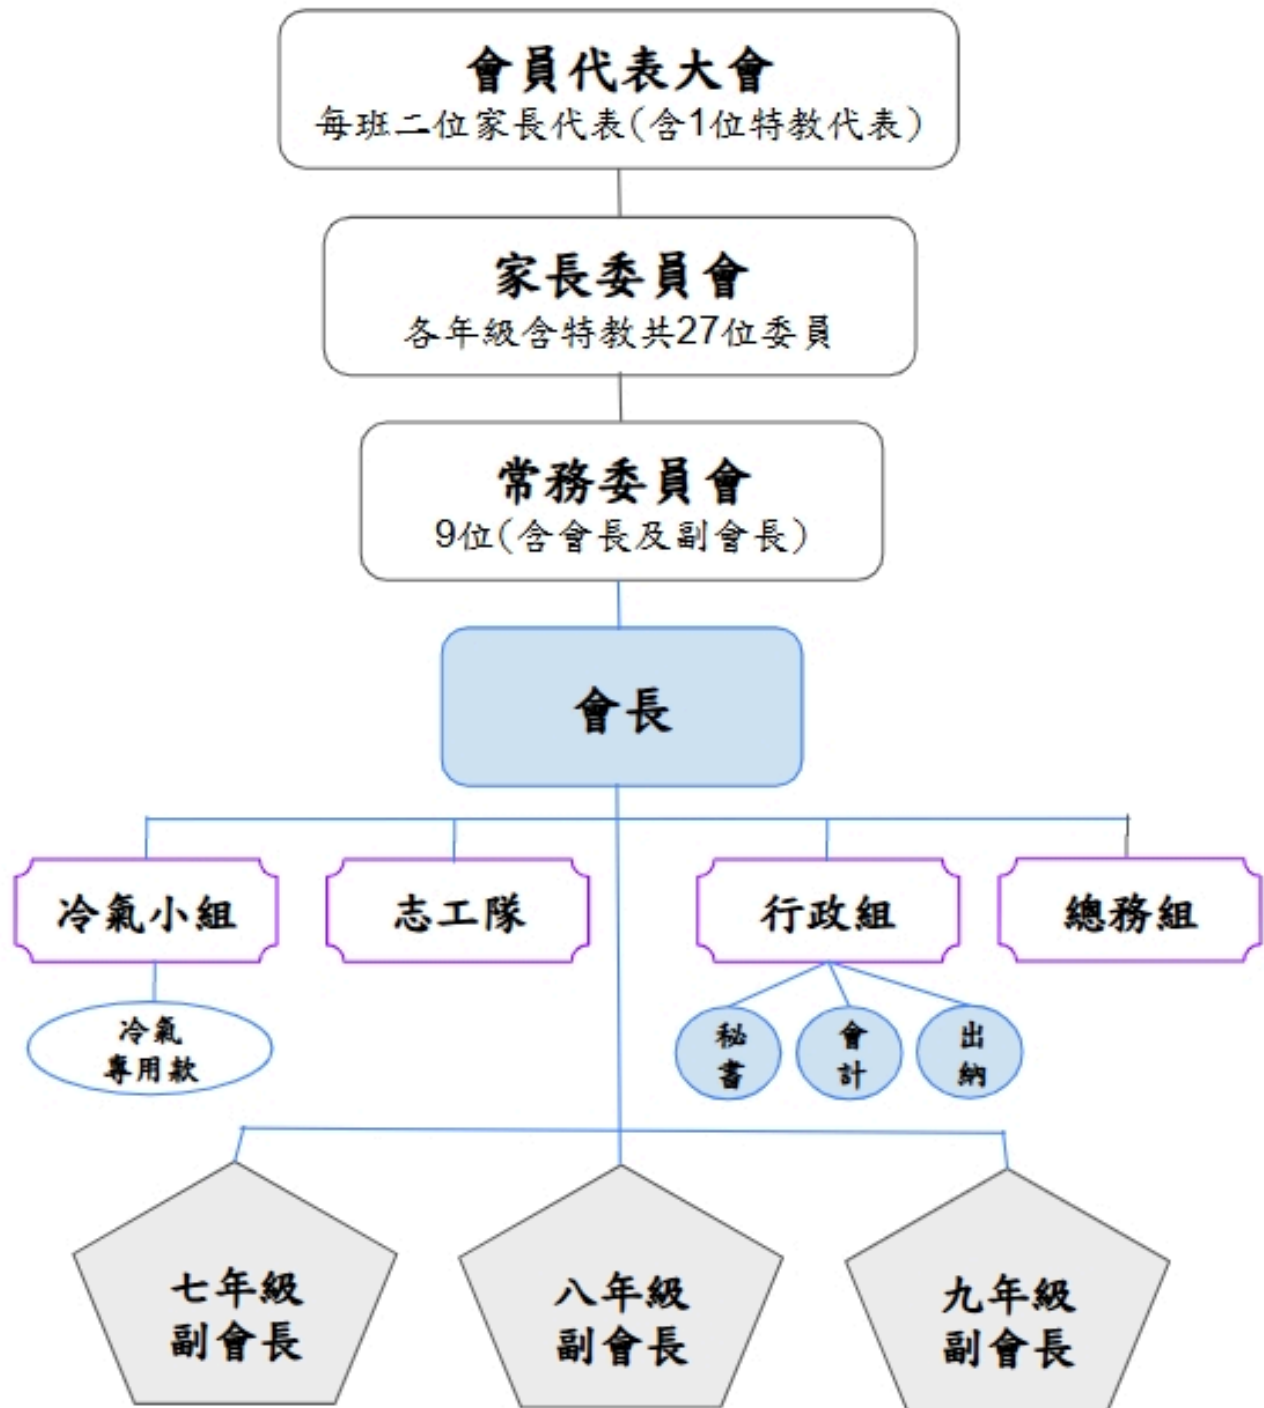 會員代表大會
每班二位家長代表(含1位特教代表)
家長委員會
各年級含特教共27位委員
常務委員會
9位(含會長及副會長)
會長
冷氣小組
志工隊
行政組
總務組
冷氣
專用款
秘
書
會
計
出
納
七年級
副會長
八年級
副會長
九年級
副會長